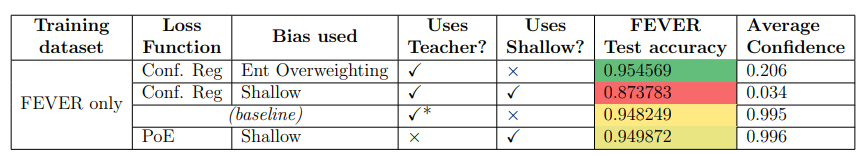 Training dataset | Loss Function | Bias used | Uses Teacher? | Uses Shallow? | FEVER Test accuracy | Average Confidence
FEVER only | Conf. Reg | Ent Overweighting | ✓ | × | 0.954569 | 0.206
Conf. Reg | Shallow | ✓ | ✓ | 0.873783 | 0.034
(baseline) | ✓* | × | 0.948249 | 0.995
PoE | Shallow | × | ✓ | 0.949872 | 0.996